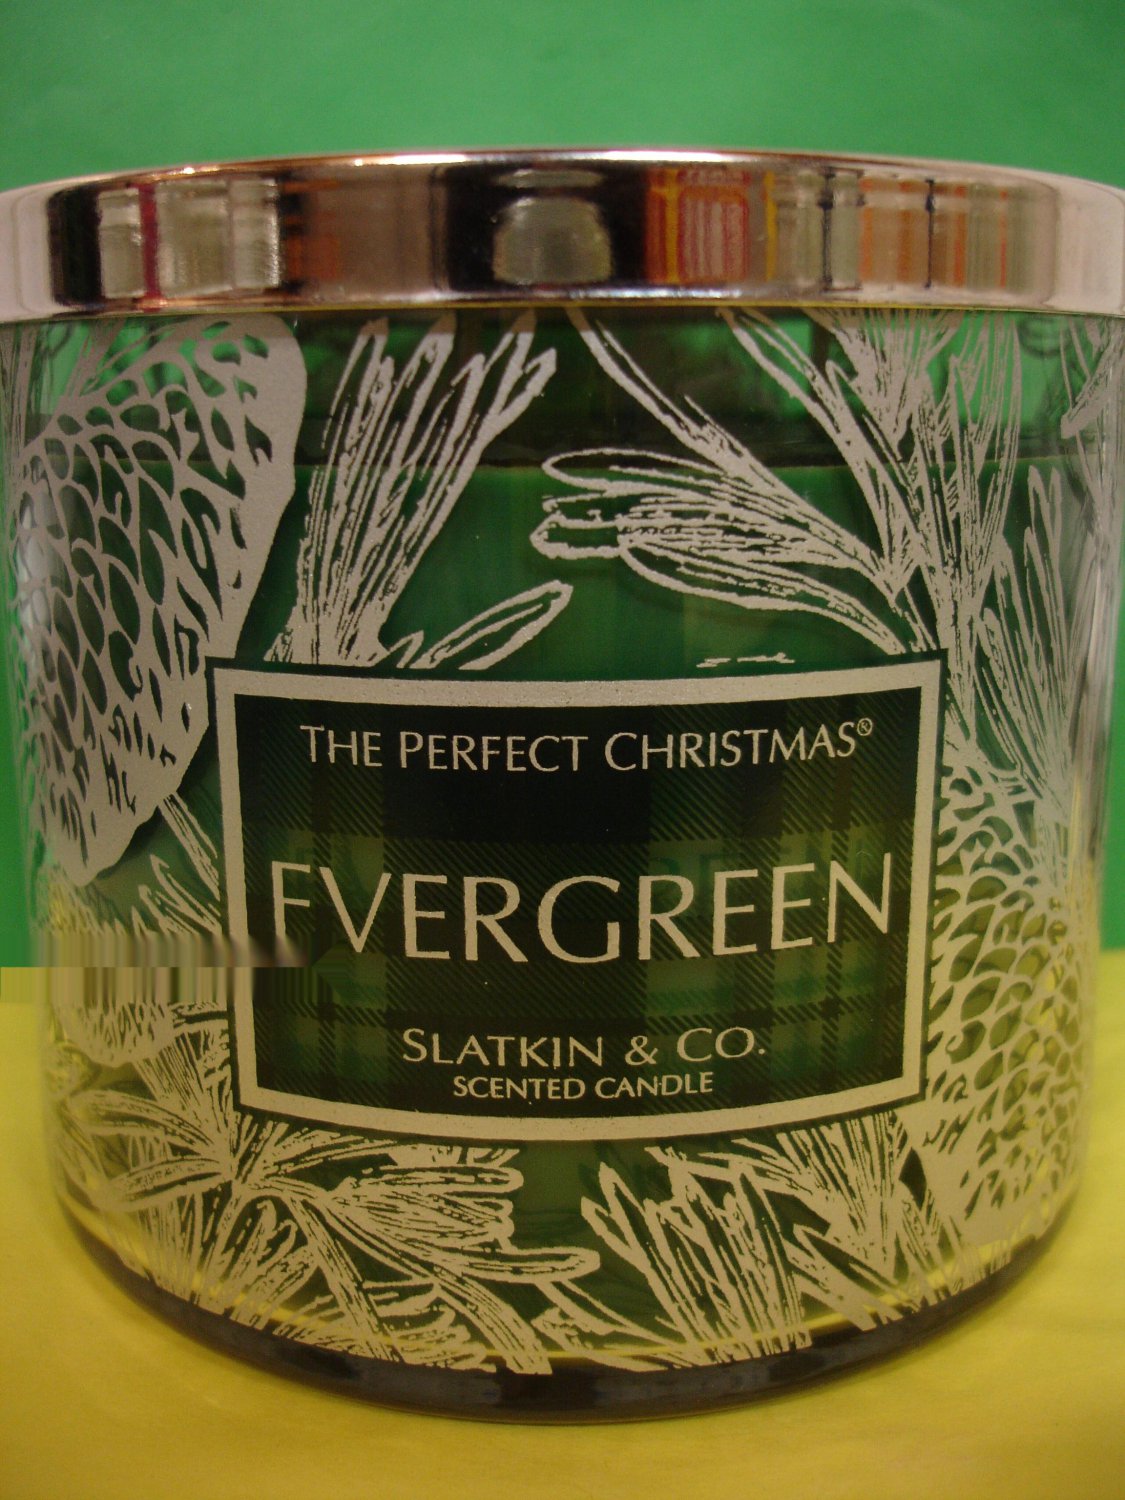 THE PERFECT CHRISTMAS®
EVERGREEN
SLATKIN & CO.
SCENTED CANDLE